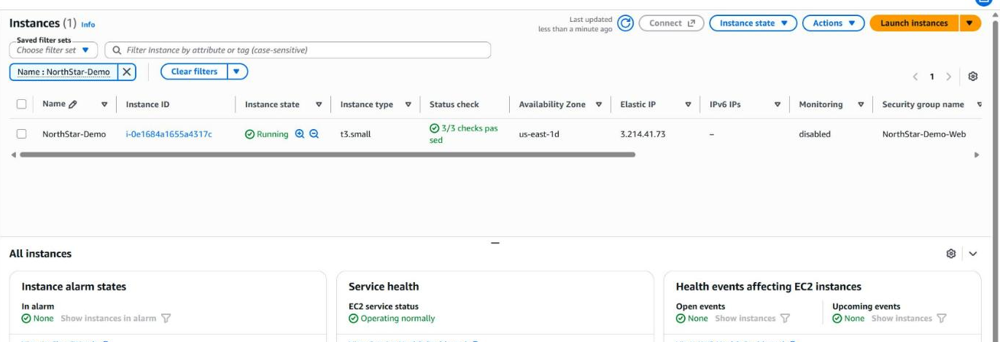 Instances (1) Info
Last updated
less than a minute ago
Connect
Instance state
Actions
Launch instances
Saved filter sets
Choose filter set
Filter Instance by attribute or tag (case-sensitive)
Name : NorthStar-Demo
Clear filters
1
Name Instance ID Instance state Instance type Status check Availability Zone Elastic IP IPv6 IPs Monitoring Security group name
NorthStar-Demo i-0e1684a1655a4317c Running t3.small 3/3 checks pas us-east-1d 3.214.41.73 – disabled NorthStar-Demo-Web
sed
All instances
Instance alarm states
In alarm
None Show instances in alarm
Service health
EC2 service status
Operating normally
Health events affecting EC2 instances
Open events
None Show instances
Upcoming events
None Show instances